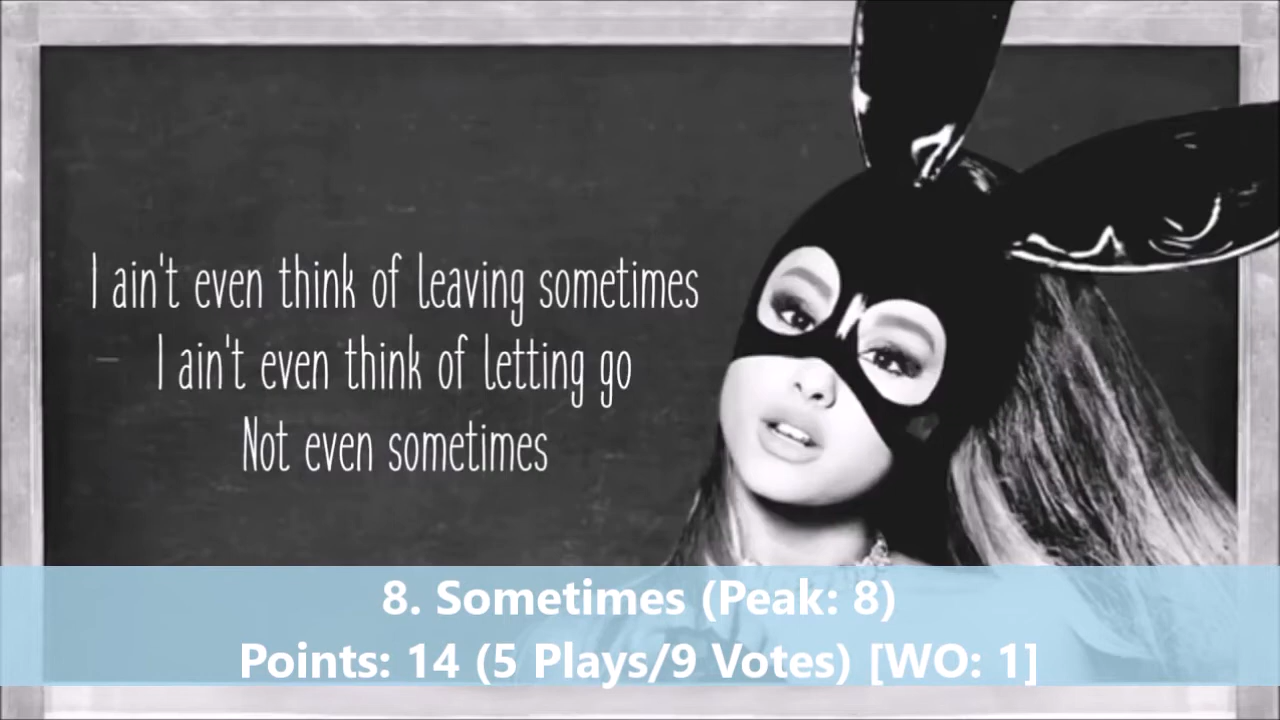 I ain't even think of leaving sometimes
I ain't even think of letting go
Not even sometimes
8. Sometimes (Peak: 8)
Points: 14 (5 Plays/9 Votes) [WO: 1]